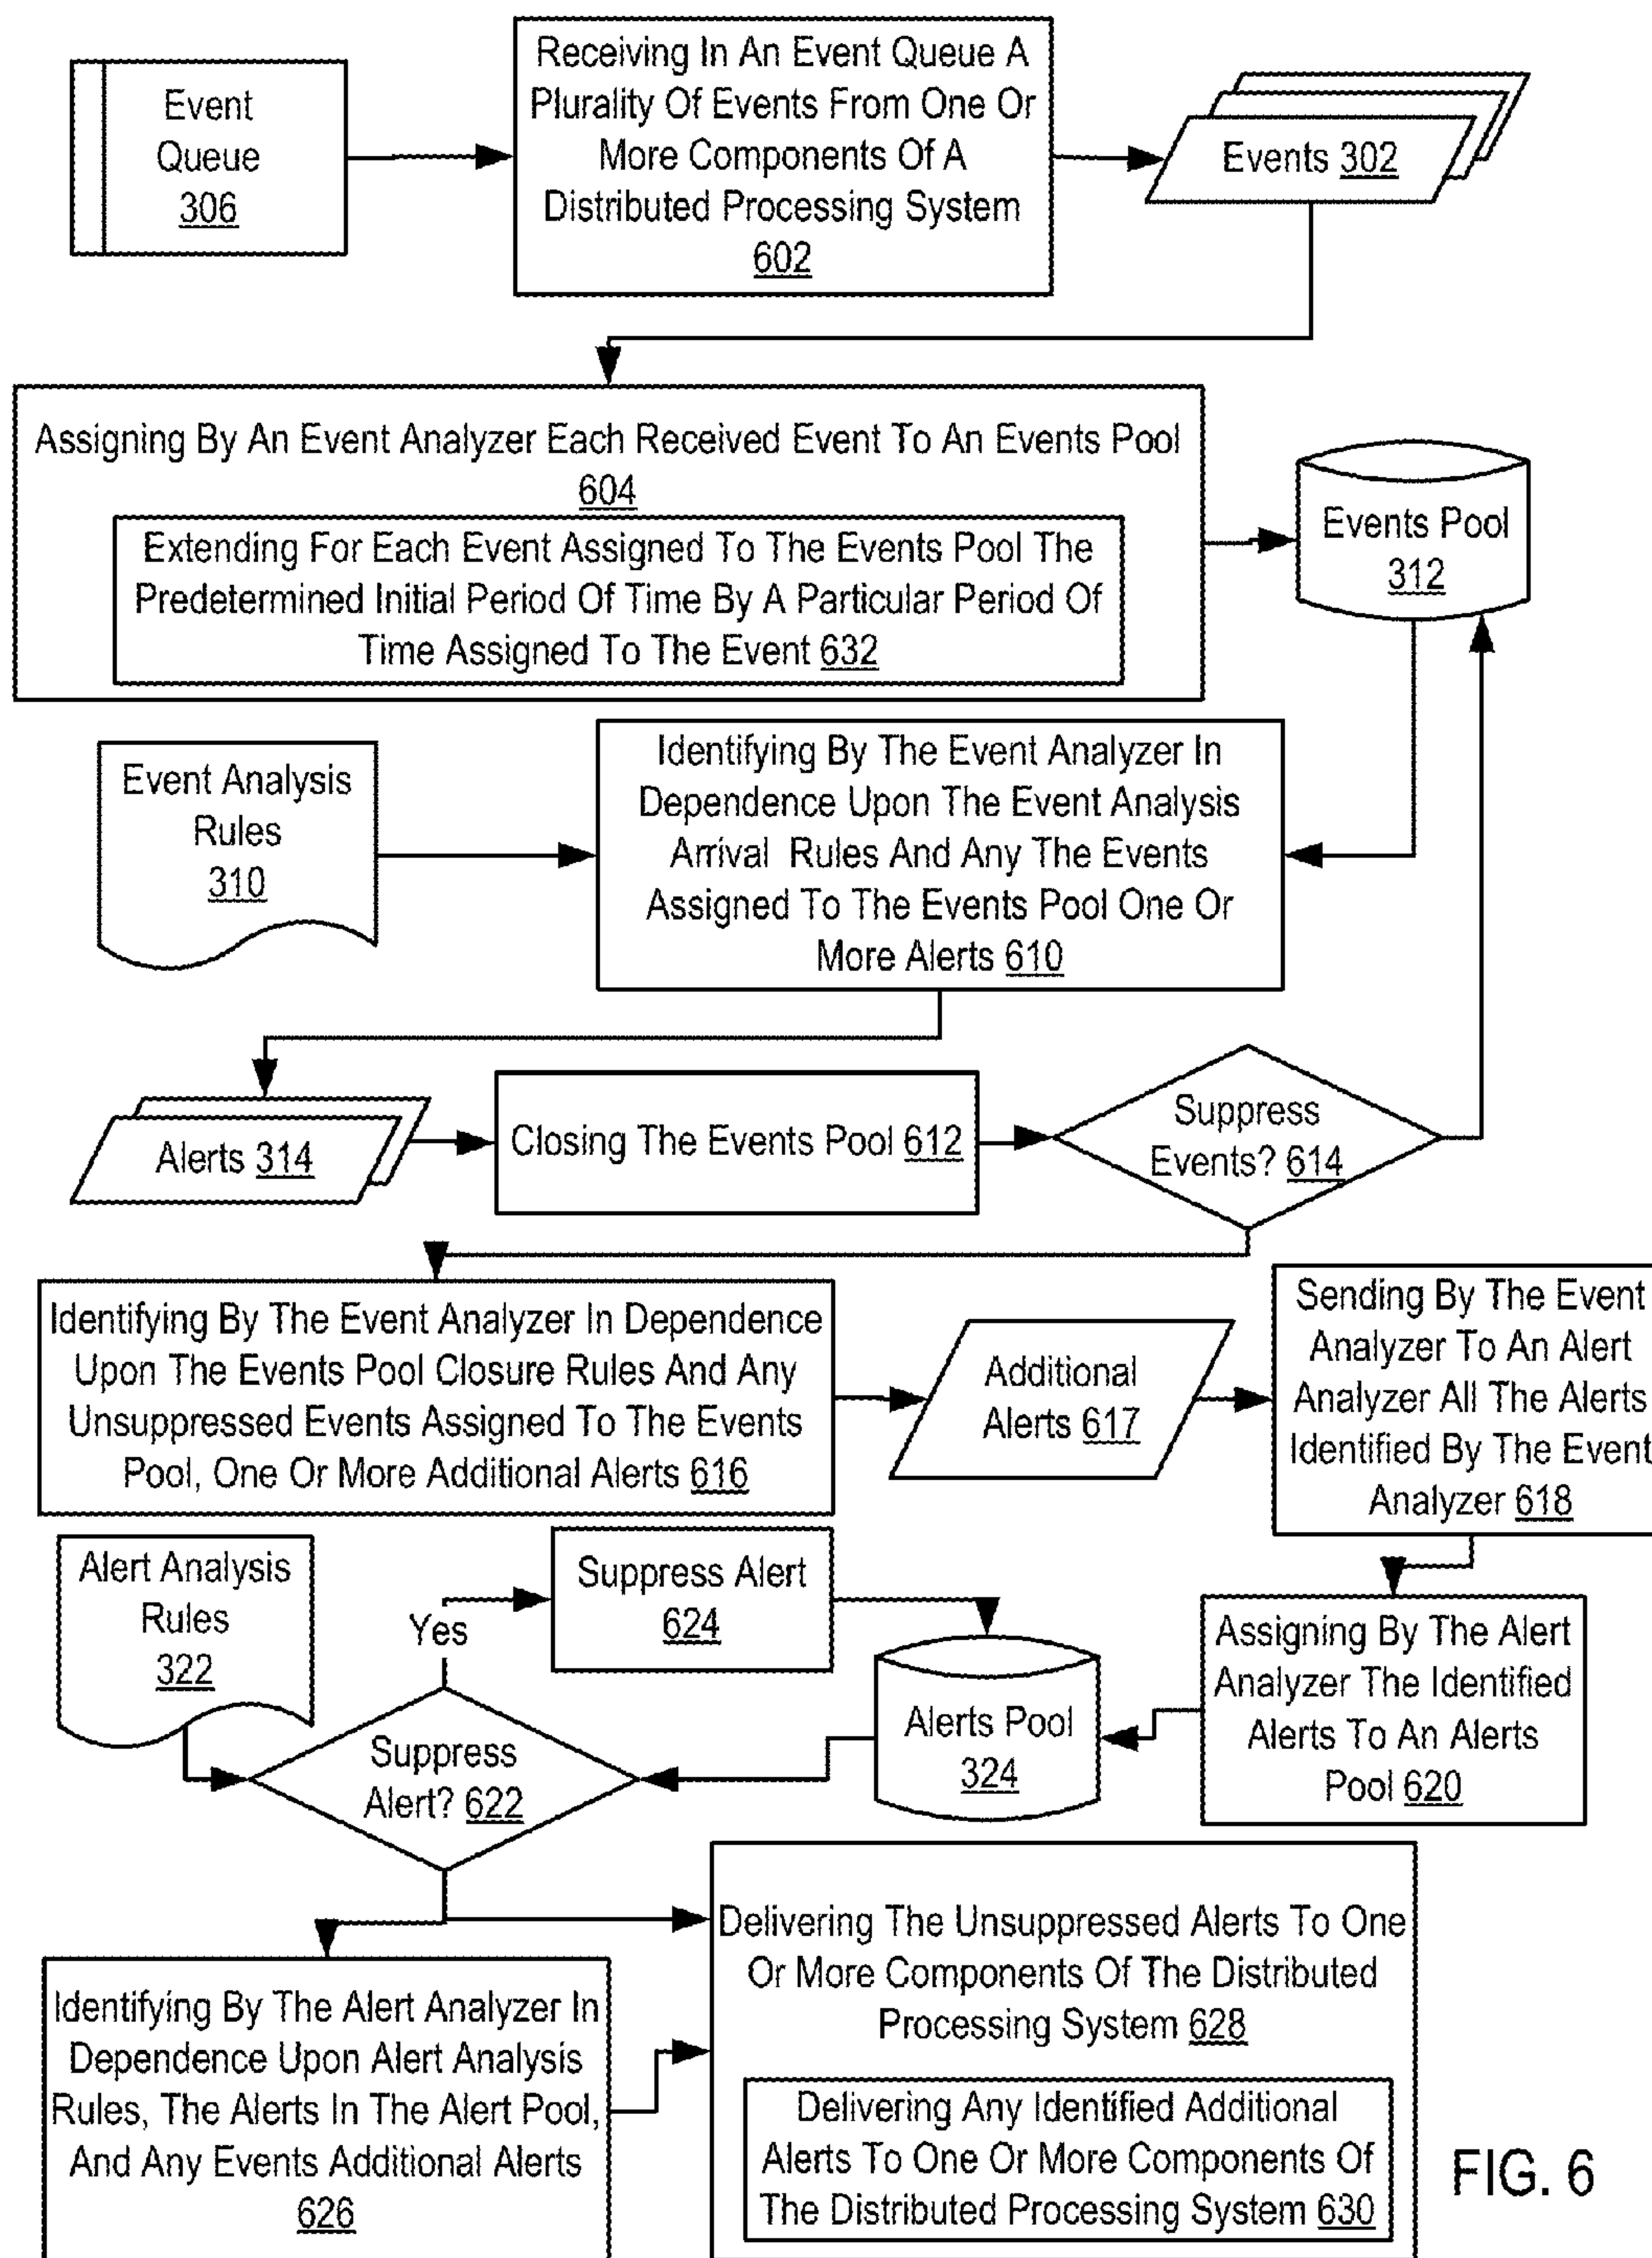 Event
Queue
306
Receiving In An Event Queue A
Plurality Of Events From One Or
More Components Of A
Distributed Processing System
602
Events 302
Assigning By An Event Analyzer Each Received Event To An Events Pool
604
Extending For Each Event Assigned To The Events Pool The
Predetermined Initial Period Of Time By A Particular Period Of
Time Assigned To The Event 632
Events Pool
312
Event Analysis
Rules
310
Identifying By The Event Analyzer In
Dependence Upon The Event Analysis
Arrival Rules And Any The Events
Assigned To The Events Pool One Or
More Alerts 610
Alerts 314
Closing The Events Pool 612
Suppress
Events? 614
Identifying By The Event Analyzer In Dependence
Upon The Events Pool Closure Rules And Any
Unsuppressed Events Assigned To The Events
Pool, One Or More Additional Alerts 616
Additional
Alerts 617
Sending By The Event
Analyzer To An Alert
Analyzer All The Alerts
Identified By The Event
Analyzer 618
Alert Analysis
Rules
322
Yes
Suppress Alert
624
Alerts Pool
324
Assigning By The Alert
Analyzer The Identified
Alerts To An Alerts
Pool 620
Suppress
Alert? 622
Delivering The Unsuppressed Alerts To One
Or More Components Of The Distributed
Processing System 628
Identifying By The Alert Analyzer In
Dependence Upon Alert Analysis
Rules, The Alerts In The Alert Pool,
And Any Events Additional Alerts
626
Delivering Any Identified Additional
Alerts To One Or More Components Of
The Distributed Processing System 630
FIG. 6